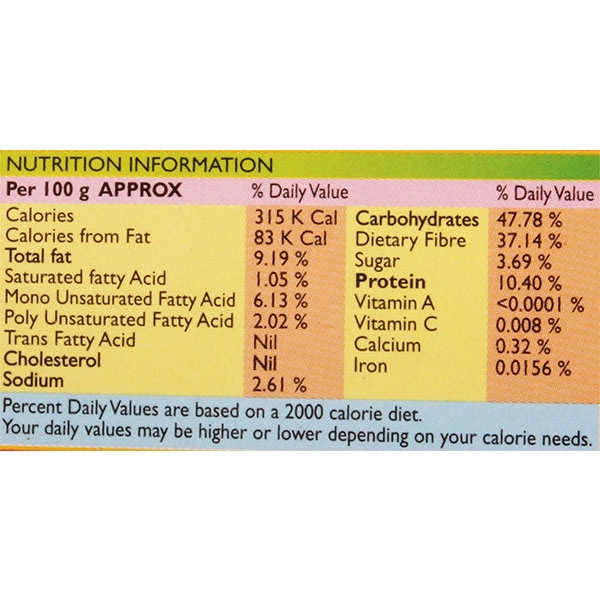 NUTRITION INFORMATION
Per 100 g APPROX % Daily Value % Daily Value
Calories 315 K Cal Carbohydrates 47.78 %
Calories from Fat 83 K Cal Dietary Fibre 37.14 %
Total fat 9.19 % Sugar 3.69 %
Saturated fatty Acid 1.05 % Protein 10.40 %
Mono Unsaturated Fatty Acid 6.13 % Vitamin A <0.0001 %
Poly Unsaturated Fatty Acid 2.02 % Vitamin C 0.008 %
Trans Fatty Acid Nil Calcium 0.32 %
Cholesterol Nil Iron 0.0156 %
Sodium 2.61 %
Percent Daily Values are based on a 2000 calorie diet.
Your daily values may be higher or lower depending on your calorie needs.